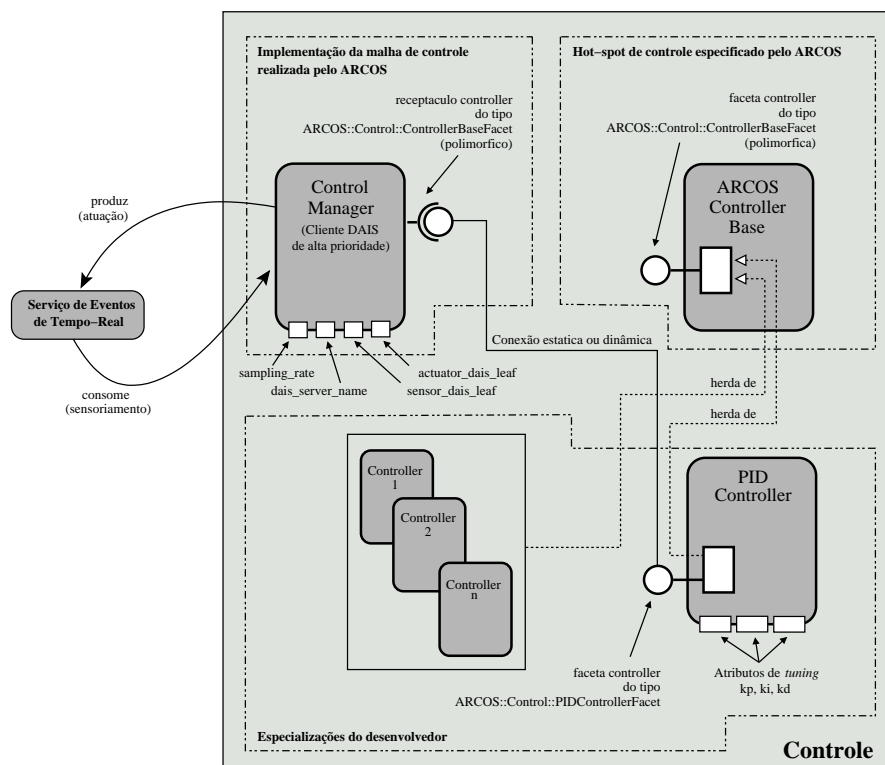 Implementação da malha de controle
realizada pelo ARCOS
Hot−spot de controle especificado pelo ARCOS
receptaculo controller
do tipo
ARCOS::Control::ControllerBaseFacet
(polimorfico)
faceta controller
do tipo
ARCOS::Control::ControllerBaseFacet
(polimorfica)
Control
Manager
(Cliente DAIS
de alta prioridade)
ARCOS
Controller
Base
produz
(atuação)
Serviço de Eventos
de Tempo−Real
consome
(sensoriamento)
sampling_rate
dais_server_name
actuator_dais_leaf
sensor_dais_leaf
Conexão estatica ou dinâmica
herda de
herda de
Controller
1
Controller
2
Controller
n
PID
Controller
faceta controller
do tipo
ARCOS::Control::PIDControllerFacet
Atributos de tuning
kp, ki, kd
Especializações do desenvolvedor
Controle